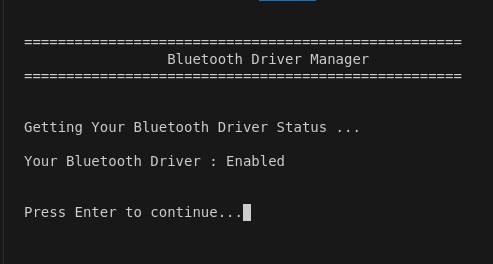 ====================================================
Bluetooth Driver Manager
====================================================
Getting Your Bluetooth Driver Status ...
Your Bluetooth Driver : Enabled
Press Enter to continue...